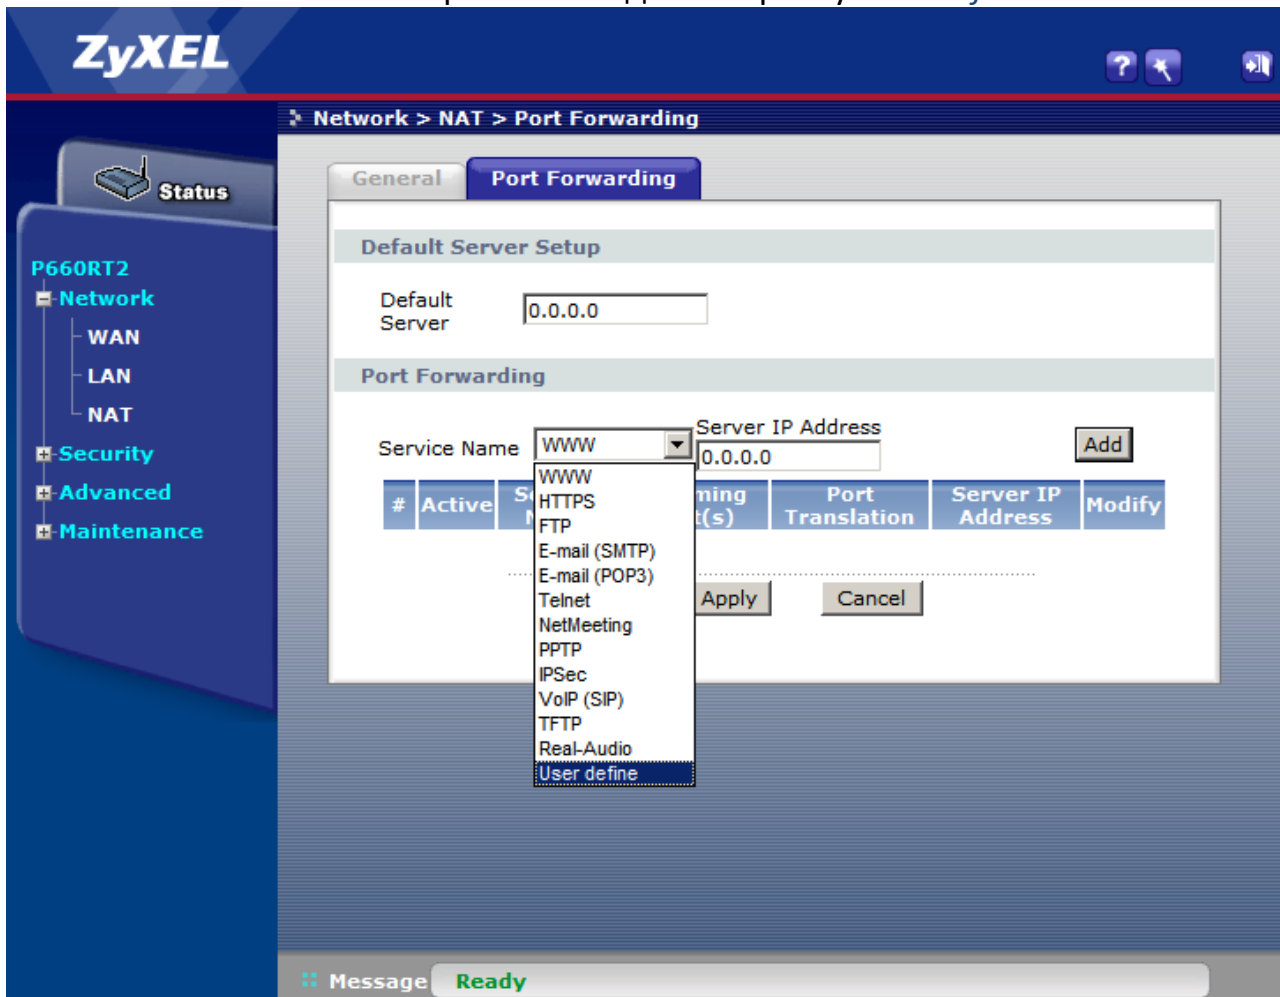 ZyXEL
Network > NAT > Port Forwarding
Status
General
Port Forwarding
Default Server Setup
P660RT2
Network
WAN
LAN
NAT
Security
Advanced
Maintenance
Default
Server
0.0.0.0
Port Forwarding
Service Name
WWW
Server IP Address
0.0.0.0
Add
# Active
Port
Translation
Server IP
Address
Modify
WWW
HTTPS
FTP
E-mail (SMTP)
E-mail (POP3)
Telnet
NetMeeting
PPTP
IPSec
VoIP (SIP)
TFTP
Real-Audio
User define
Apply
Cancel
Message
Ready